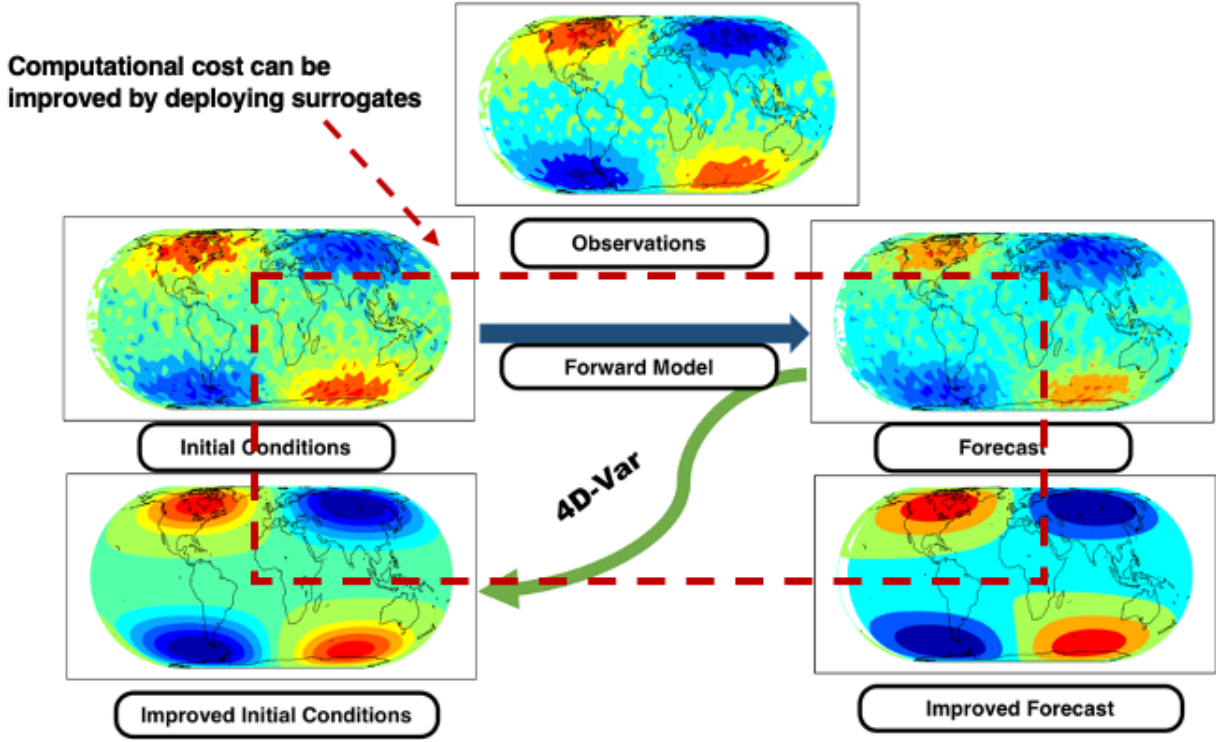 Computational cost can be
improved by deploying surrogates
Observations
Forward Model
Initial Conditions
Forecast
4D-Var
Improved Initial Conditions
Improved Forecast